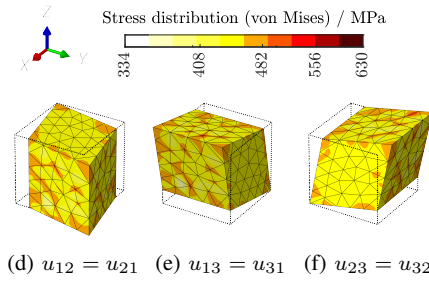 Stress distribution (von Mises) / MPa
Z
X Y
334 408 482 556 630
(d) u₁₂ = u₂₁ (e) u₁₃ = u₃₁ (f) u₂₃ = u₃₂